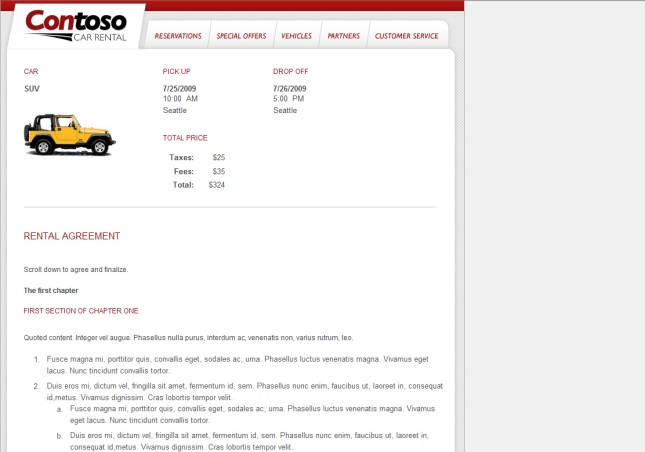 Contoso
CAR RENTAL
RESERVATIONS SPECIAL OFFERS VEHICLES PARTNERS CUSTOMER SERVICE
CAR PICK UP DROP OFF
SUV 7/25/2009 7/26/2009
10:00 AM 5:00 PM
Seattle Seattle
TOTAL PRICE
Taxes: $25
Fees: $35
Total: $324
RENTAL AGREEMENT
Scroll down to agree and finalize.
The first chapter
FIRST SECTION OF CHAPTER ONE
Quoted content. Integer vel augue. Phasellus nulla purus, interdum ac, venenatis non, varius rutrum, leo.
1. Fusce magna mi, porttitor quis, convallis eget, sodales ac, urna. Phasellus luctus venenatis magna. Vivamus eget
lacus. Nunc tincidunt convallis tortor.
2. Duis eros mi, dictum vel, fringilla sit amet, fermentum id, sem. Phasellus nunc enim, faucibus ut, laoreet in, consequat
id,metus. Vivamus dignissim. Cras lobortis tempor velit.
a. Fusce magna mi, porttitor quis, convallis eget, sodales ac, urna. Phasellus luctus venenatis magna. Vivamus
eget lacus. Nunc tincidunt convallis tortor.
b. Duis eros mi, dictum vel, fringilla sit amet, fermentum id, sem. Phasellus nunc enim, faucibus ut, laoreet in,
consequat id,metus. Vivamus dignissim. Cras lobortis tempor velit.